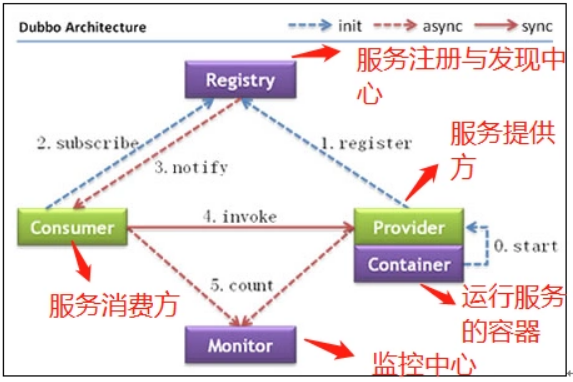 Dubbo Architecture
init
async
sync
服务注册与发现中
心
Registry
2. subscribe
1. register
服务提供
方
3. notify
Consumer
4. invoke
Provider
Container
0. start
服务消费方
5. count
运行服务
的容器
Monitor
监控中心